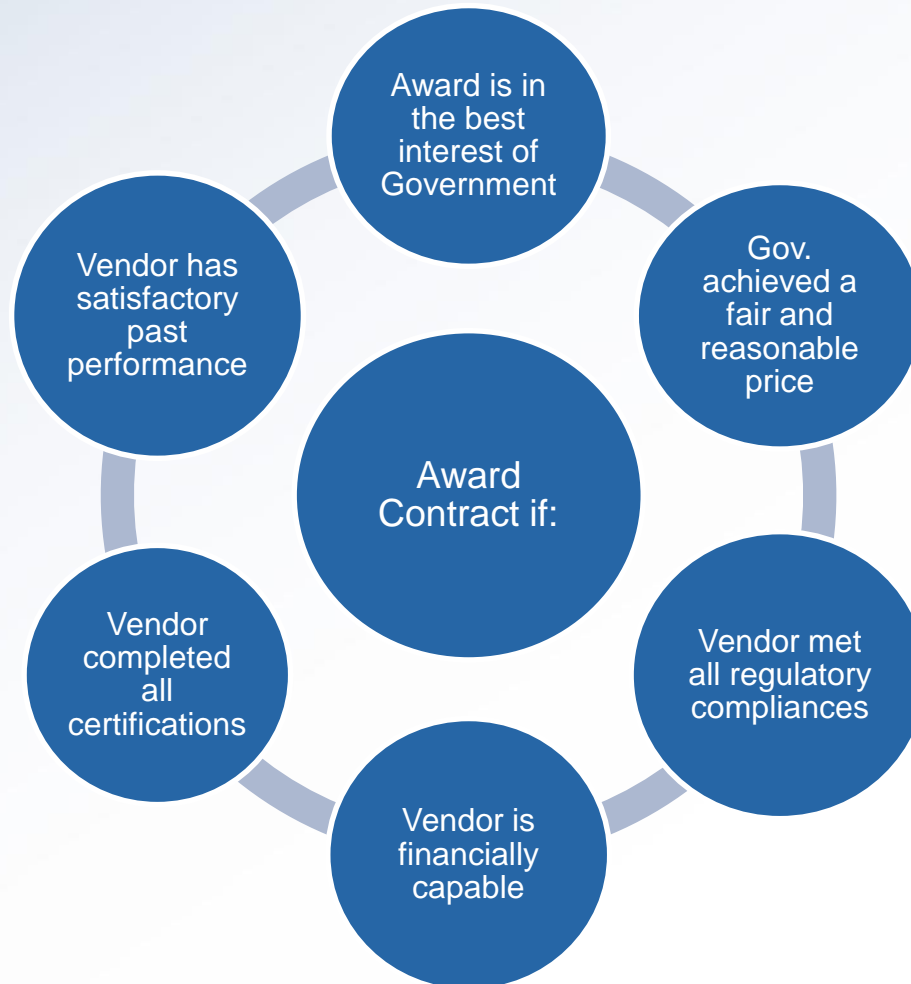 Award is in
the best
interest of
Government
Gov.
achieved a
fair and
reasonable
price
Vendor met
all regulatory
compliances
Vendor is
financially
capable
Vendor
completed
all
certifications
Vendor has
satisfactory
past
performance
Award
Contract if: